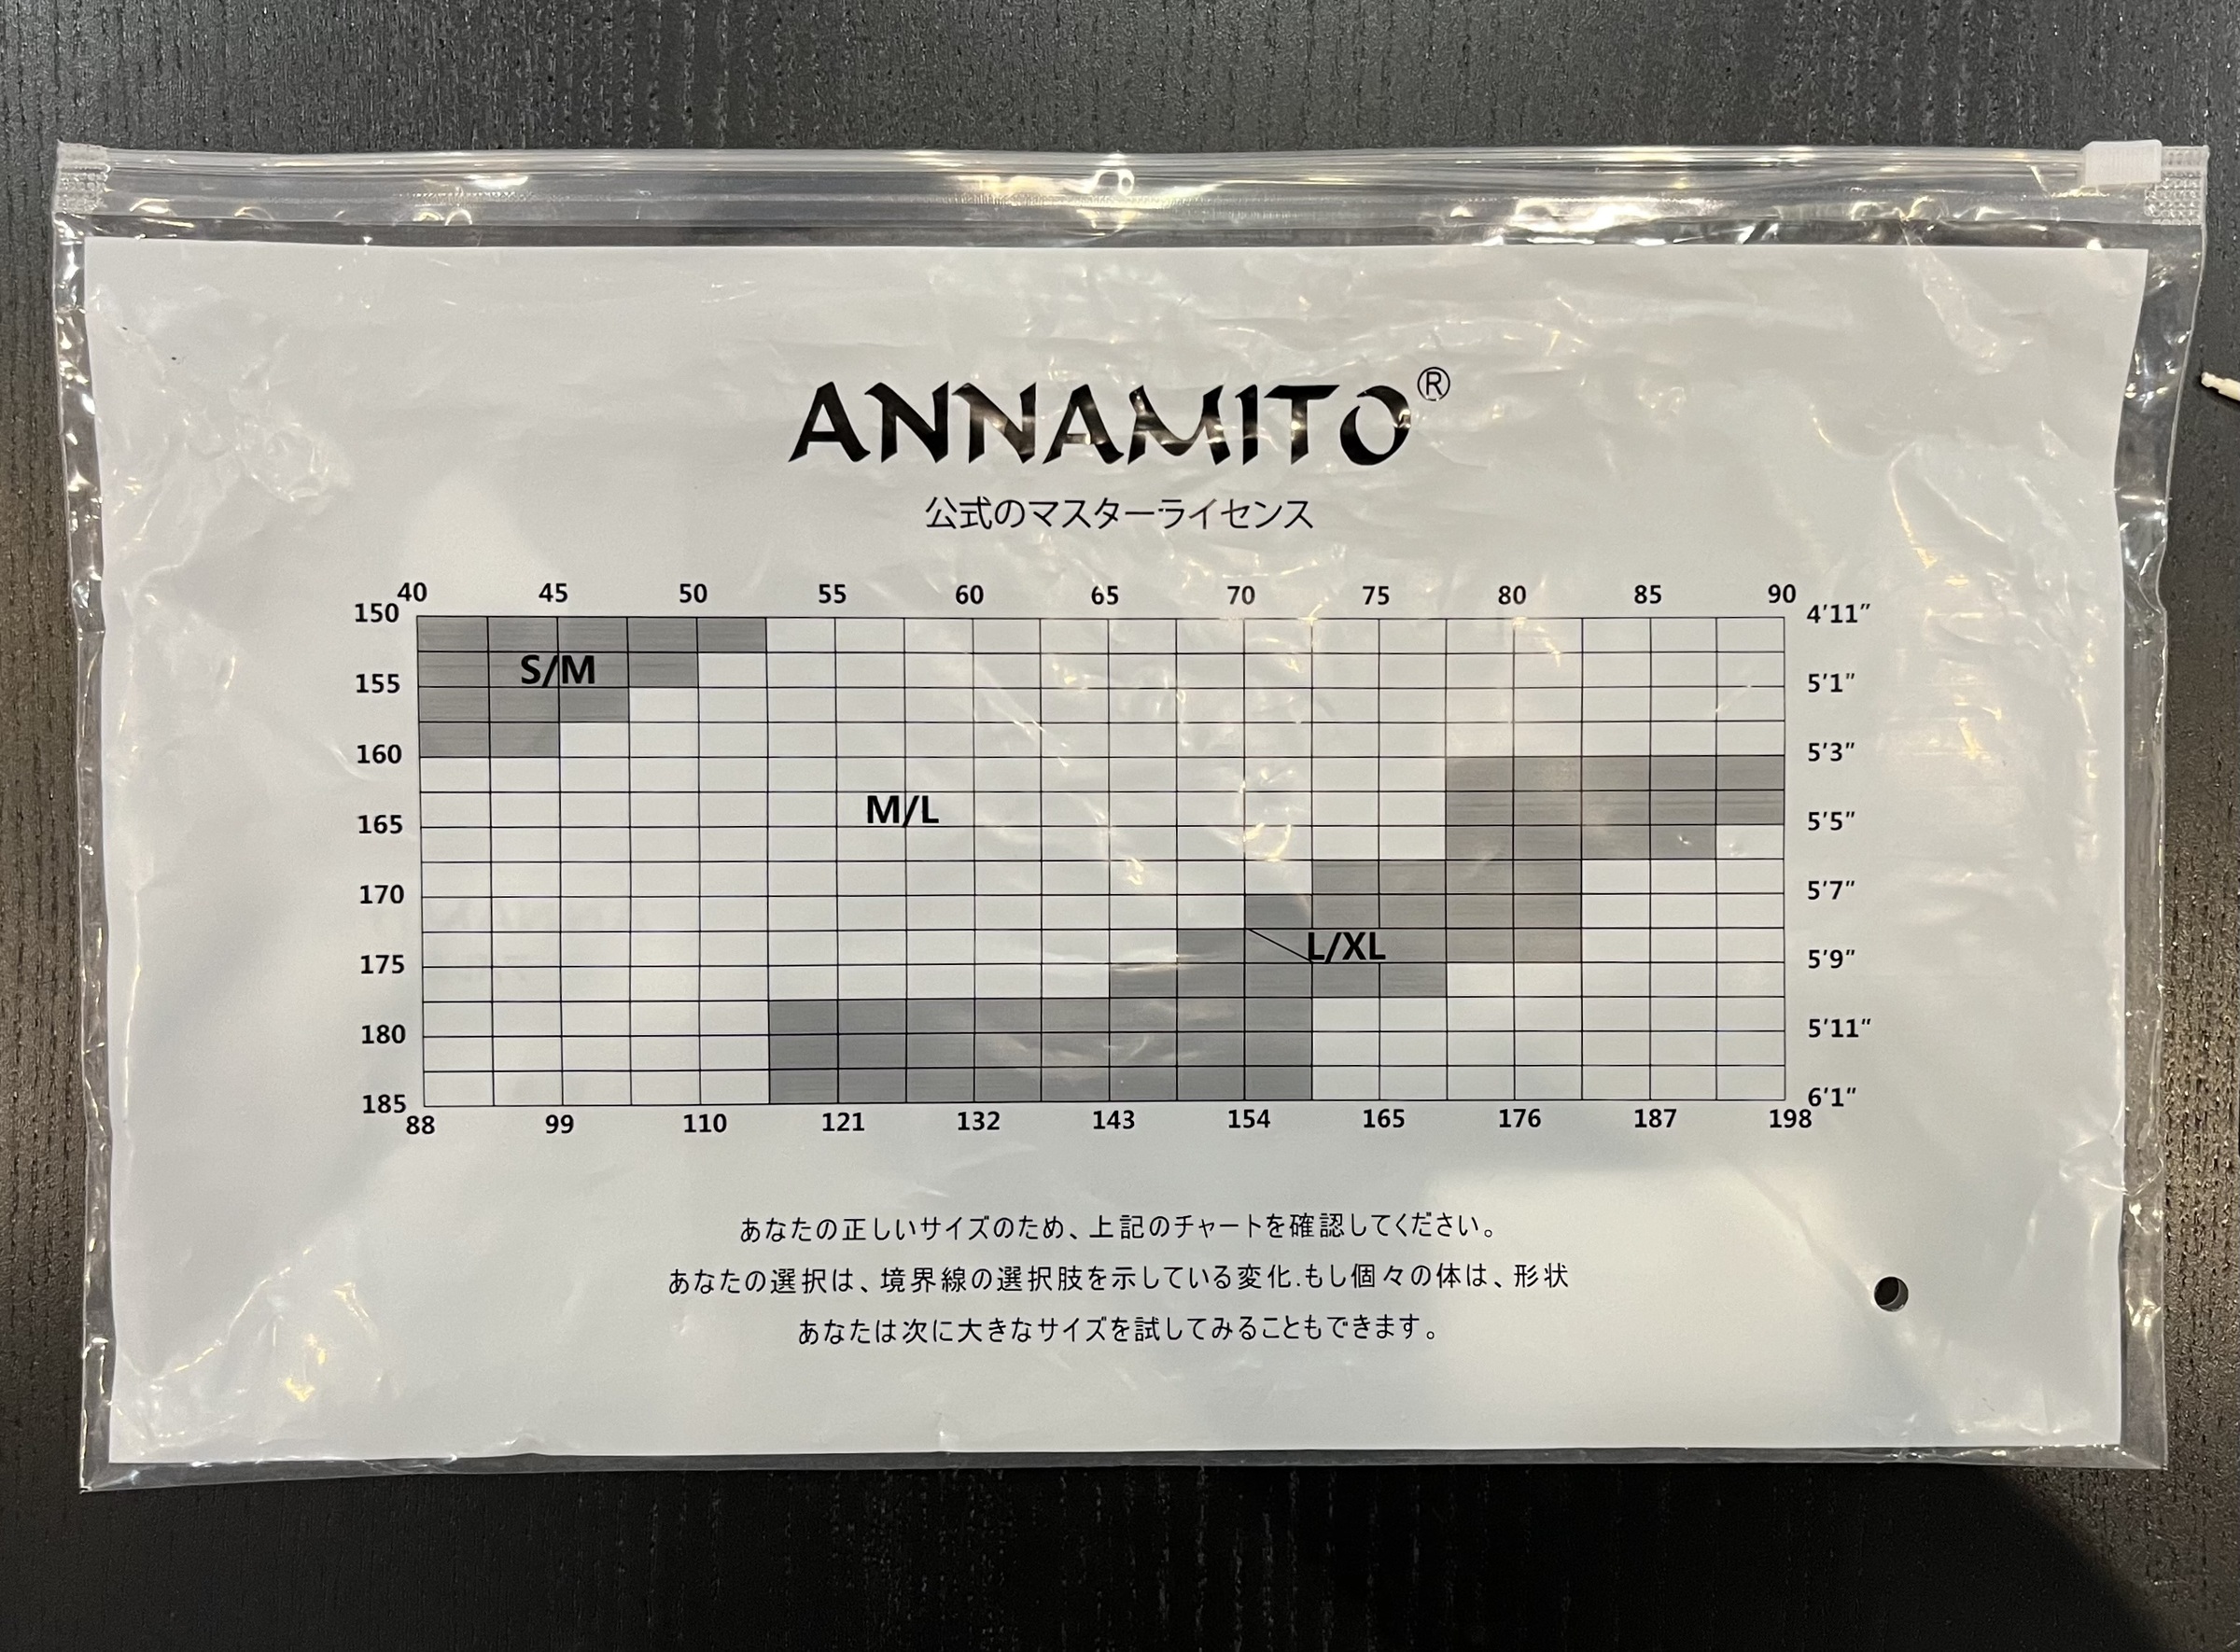 ANNAMITO®
公式のマスターライセンス
40 45 50 55 60 65 70 75 80 85 90
150 4'11"
S/M
155 5'1"
160 5'3"
M/L
165 5'5"
170 5'7"
L/XL
175 5'9"
180 5'11"
185 6'1"
88 99 110 121 132 143 154 165 176 187 198
あなたの正しいサイズのため、上記のチャートを確認してください。
あなたの選択は、境界線の選択肢を示している変化.もし個々の体は、形状
あなたは次に大きなサイズを試してみることもできます。